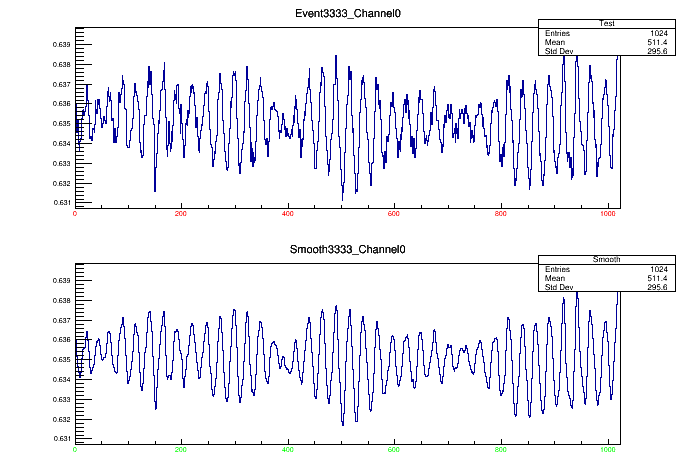 Event3333_Channel0
Test
Entries 1024
Mean 511.4
Std Dev 295.6
0.639
0.638
0.637
0.636
0.635
0.634
0.633
0.632
0.631
0 200 400 600 800 1000
Smooth3333_Channel0
Smooth
Entries 1024
Mean 511.4
Std Dev 295.6
0.639
0.638
0.637
0.636
0.635
0.634
0.633
0.632
0.631
0 200 400 600 800 1000